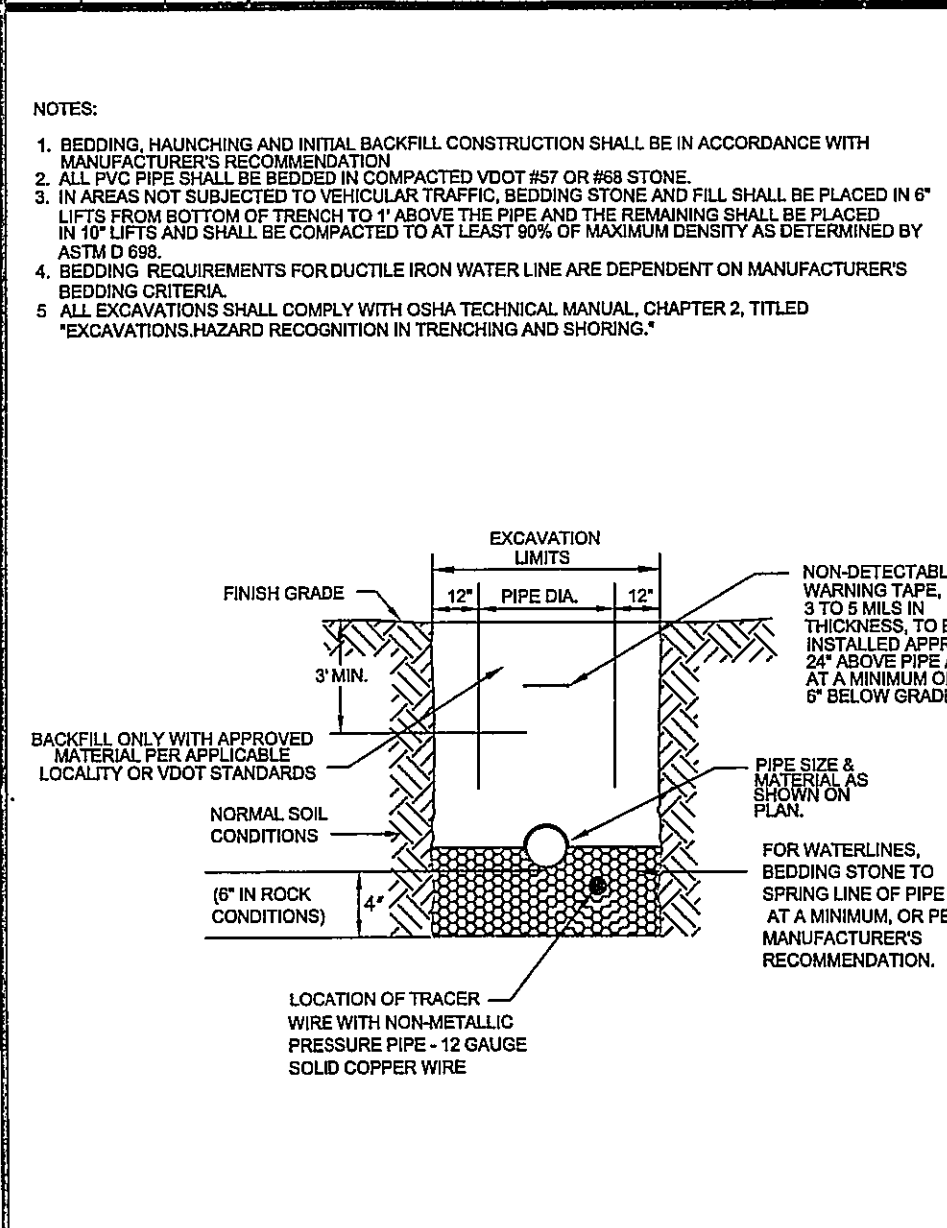 NOTES:
1. BEDDING, HAUNCHING AND INITIAL BACKFILL CONSTRUCTION SHALL BE IN ACCORDANCE WITH
MANUFACTURER'S RECOMMENDATION
2. ALL PVC PIPE SHALL BE BEDDED IN COMPACTED VDOT #57 OR #68 STONE.
3. IN AREAS NOT SUBJECTED TO VEHICULAR TRAFFIC, BEDDING STONE AND FILL SHALL BE PLACED IN 6"
LIFTS FROM BOTTOM OF TRENCH TO 1' ABOVE THE PIPE AND THE REMAINING SHALL BE PLACED
IN 10" LIFTS AND SHALL BE COMPACTED TO AT LEAST 90% OF MAXIMUM DENSITY AS DETERMINED BY
ASTM D 698.
4. BEDDING REQUIREMENTS FOR DUCTILE IRON WATER LINE ARE DEPENDENT ON MANUFACTURER'S
BEDDING CRITERIA.
5 ALL EXCAVATIONS SHALL COMPLY WITH OSHA TECHNICAL MANUAL, CHAPTER 2, TITLED
"EXCAVATIONS.HAZARD RECOGNITION IN TRENCHING AND SHORING."
EXCAVATION
LIMITS
FINISH GRADE
12" PIPE DIA. 12"
NON-DETECTABL
WARNING TAPE,
3 TO 5 MILS IN
THICKNESS, TO
INSTALLED APPR
24" ABOVE PIPE
AT A MINIMUM
6" BELOW GRADE
3' MIN.
BACKFILL ONLY WITH APPROVED
MATERIAL PER APPLICABLE
LOCALITY OR VDOT STANDARDS
PIPE SIZE &
MATERIAL AS
SHOWN ON
PLAN.
NORMAL SOIL
CONDITIONS
FOR WATERLINES,
BEDDING STONE TO
SPRING LINE OF PIPE
AT A MINIMUM, OR PE
MANUFACTURER'S
RECOMMENDATION.
(6" IN ROCK
CONDITIONS)
4"
LOCATION OF TRACER
WIRE WITH NON-METALLIC
PRESSURE PIPE - 12 GAUGE
SOLID COPPER WIRE